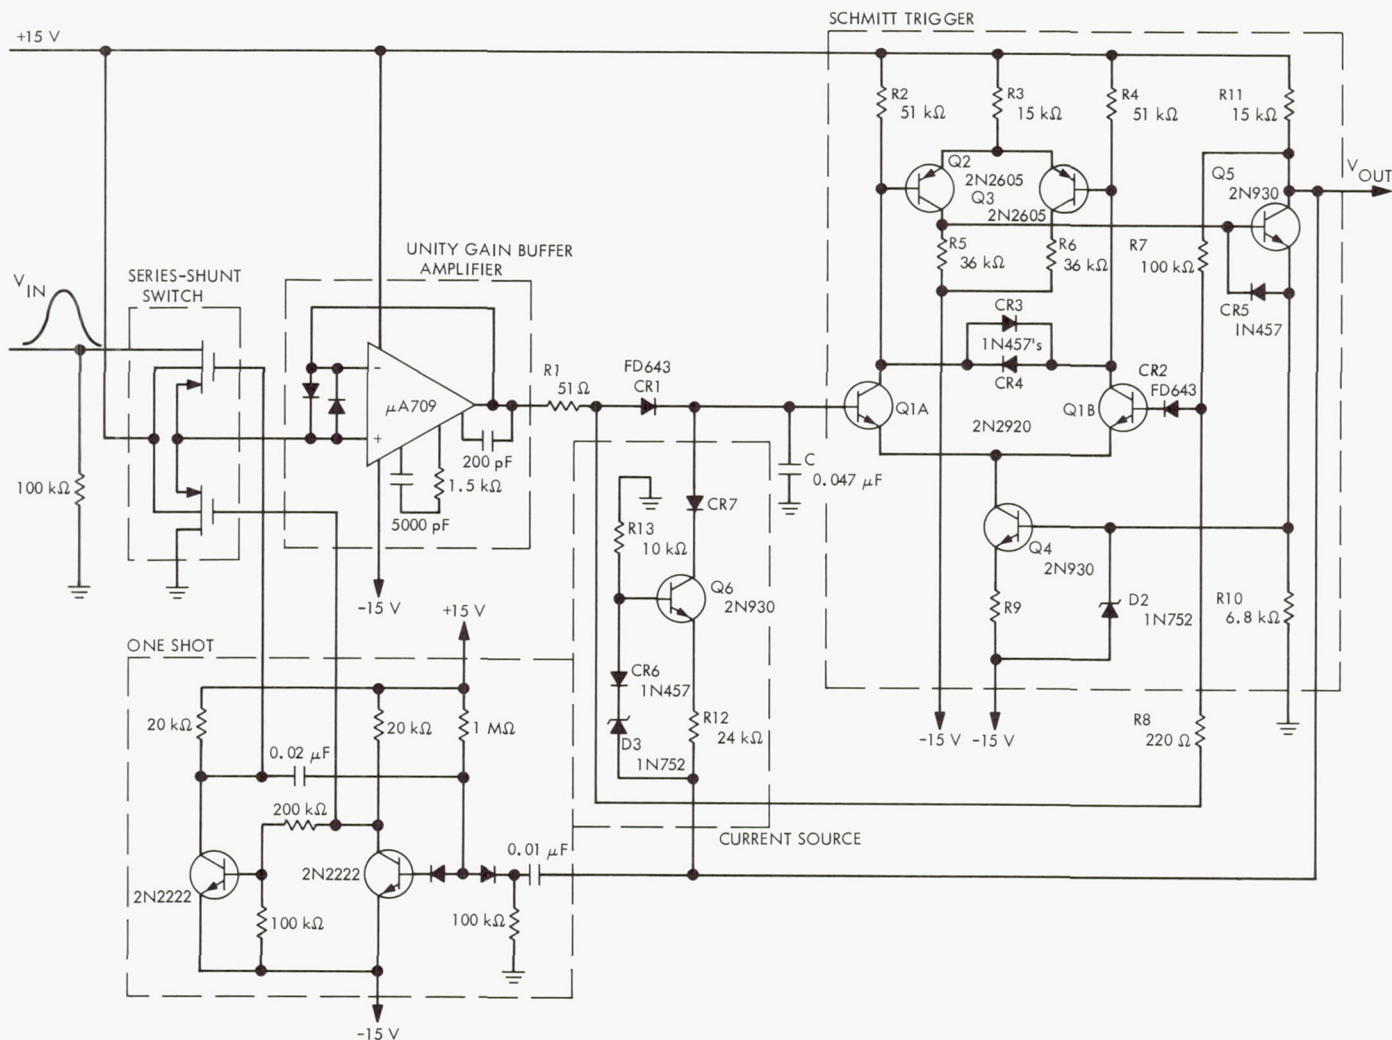 SCHMITT TRIGGER
+15 V
R2
51 kΩ
R3
15 kΩ
R4
51 kΩ
R11
15 kΩ
Q2
2N2605
Q3
2N2605
Q5
2N930
VOUT
R5
36 kΩ
R6
36 kΩ
R7
100 kΩ
CR5
1N457
UNITY GAIN BUFFER
AMPLIFIER
SERIES-SHUNT
SWITCH
VIN
CR3
1N457's
CR4
R1
51 Ω
FD643
CR1
CR2
FD643
-
μA709
+
Q1A
Q1B
2N2920
200 pF
1.5 kΩ
5000 pF
100 kΩ
C
0.047 μF
CR7
R13
10 kΩ
Q4
2N930
Q6
2N930
R9
D2
1N752
R10
6.8 kΩ
-15 V
+15 V
ONE SHOT
CR6
1N457
20 kΩ
20 kΩ
1 MΩ
R12
24 kΩ
D3
1N752
-15 V
-15 V
R8
220 Ω
0.02 μF
200 kΩ
CURRENT SOURCE
0.01 μF
2N2222
2N2222
100 kΩ
100 kΩ
-15 V